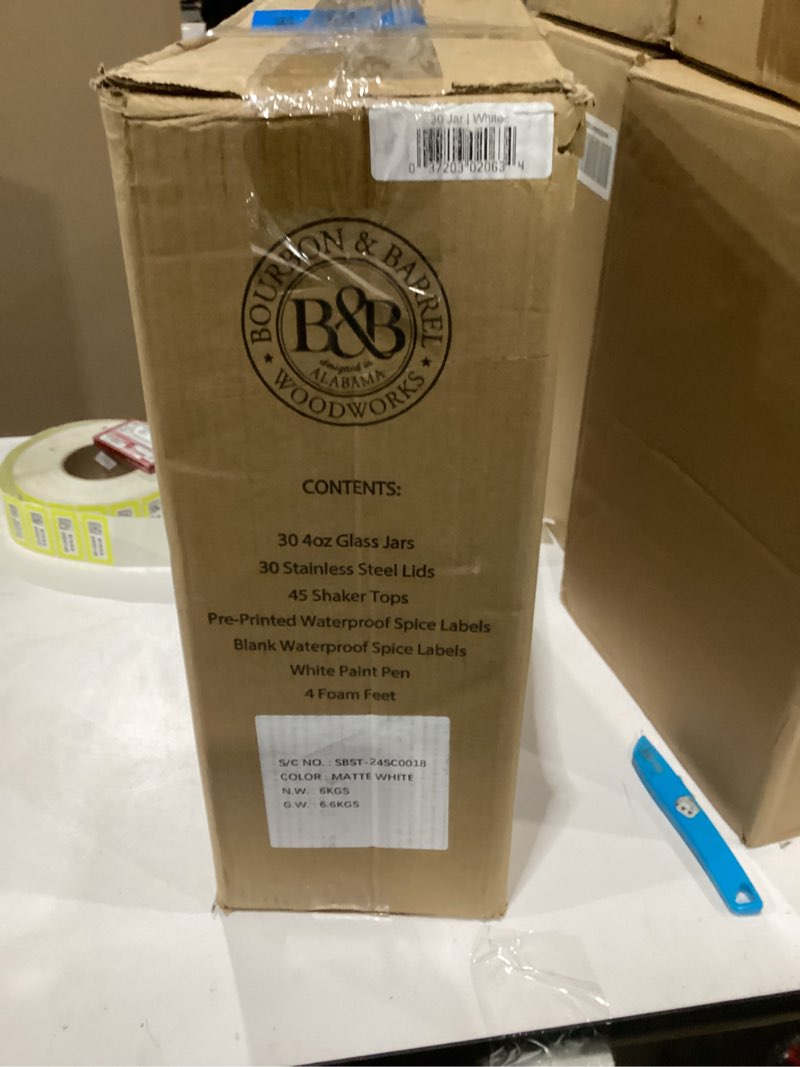 30 Jar | White
0 37203 02063 4
BOURBON & BARREL
B&B
designed in
ALABAMA
WOODWORKS
CONTENTS:
30 4oz Glass Jars
30 Stainless Steel Lids
45 Shaker Tops
Pre-Printed Waterproof Spice Labels
Blank Waterproof Spice Labels
White Paint Pen
4 Foam Feet
S/C NO. : SBST-24SC0018
COLOR : MATTE WHITE
N.W. : 6KGS
G.W. : 6.6KGS